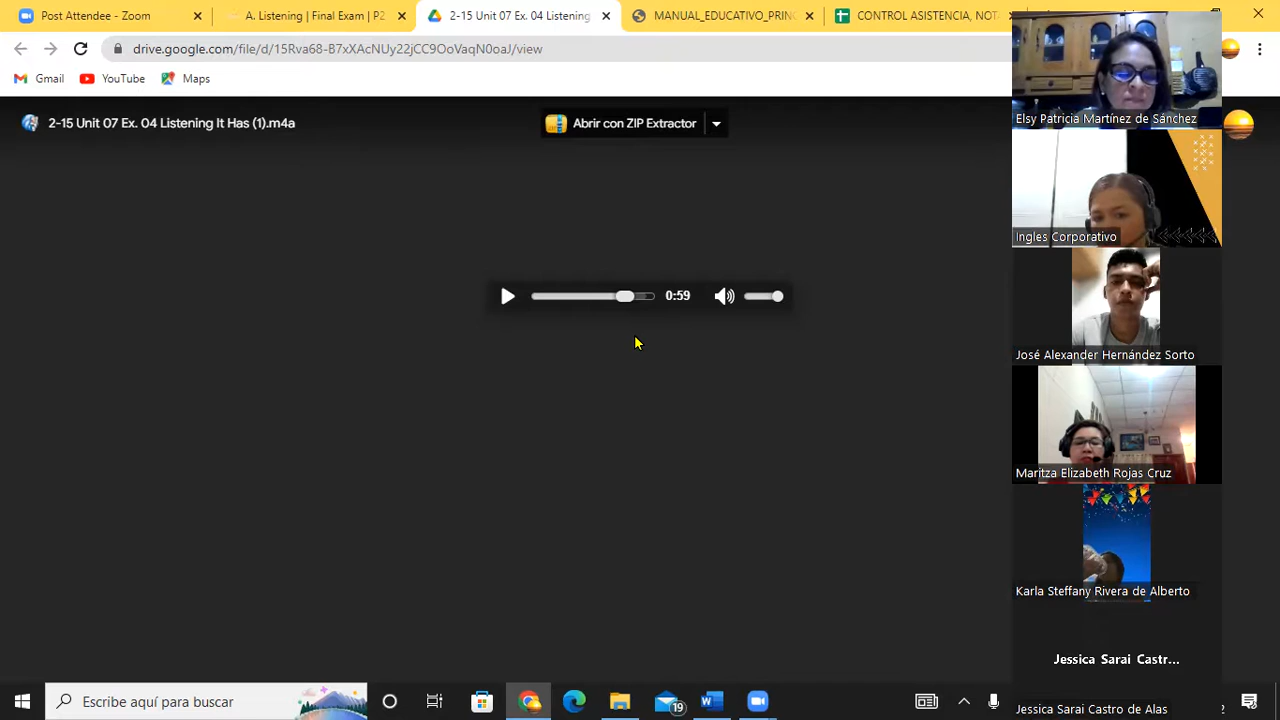 Post Attendee - Zoom
A. Listening | Final Exam | P2
2-15 Unit 07 Ex. 04 Listening
MANUAL_EDUCATIVO_PRINC
CONTROL ASISTENCIA, NOTA
drive.google.com/file/d/15Rva68-B7xXAcNUy22jCC9OoVaqN0oaJ/view
Gmail
YouTube
Maps
2-15 Unit 07 Ex. 04 Listening It Has (1).m4a
Abrir con ZIP Extractor
0:59
Elsy Patricia Martínez de Sánchez
Ingles Corporativo
José Alexander Hernández Sorto
Maritza Elizabeth Rojas Cruz
Karla Steffany Rivera de Alberto
Jessica Sarai Castr...
Jessica Sarai Castro de Alas
Escribe aquí para buscar
19
2